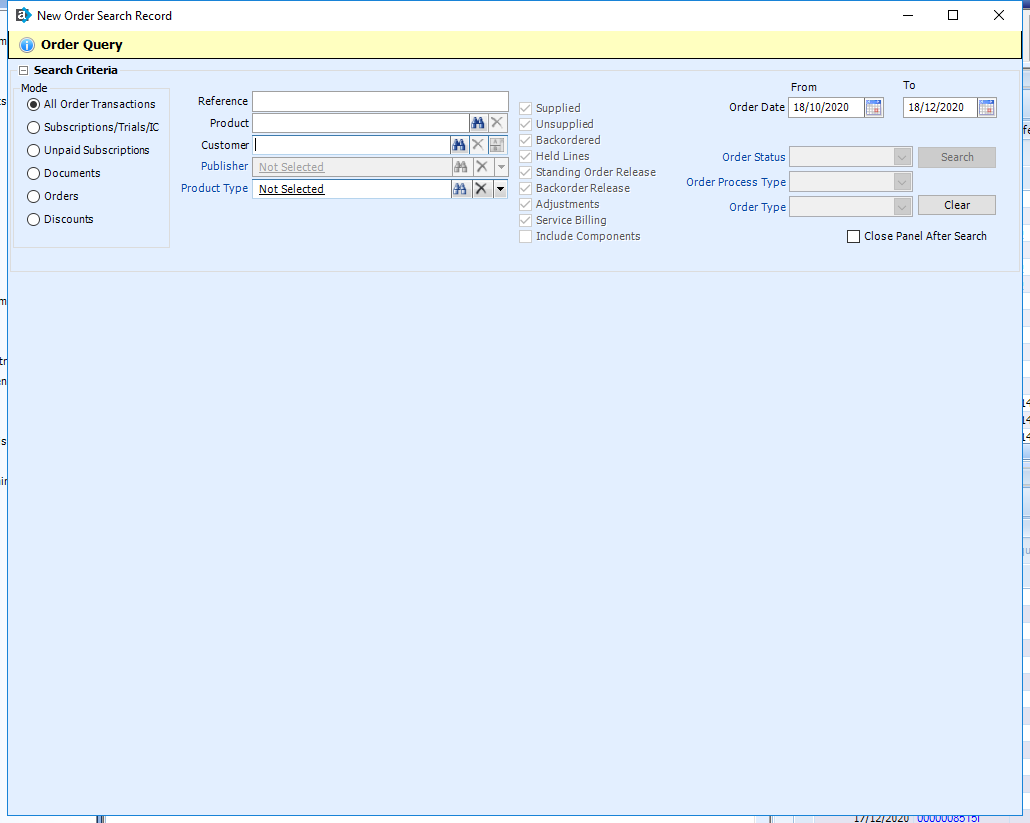 New Order Search Record
Order Query
Search Criteria
Mode
All Order Transactions
Subscriptions/Trials/IC
Unpaid Subscriptions
Documents
Orders
Discounts
Reference
Product
Customer
Publisher Not Selected
Product Type Not Selected
Supplied
Unsupplied
Backordered
Held Lines
Standing Order Release
Backorder Release
Adjustments
Service Billing
Include Components
From To
Order Date 18/10/2020 18/12/2020
Order Status Search
Order Process Type
Order Type Clear
Close Panel After Search
17/12/2020